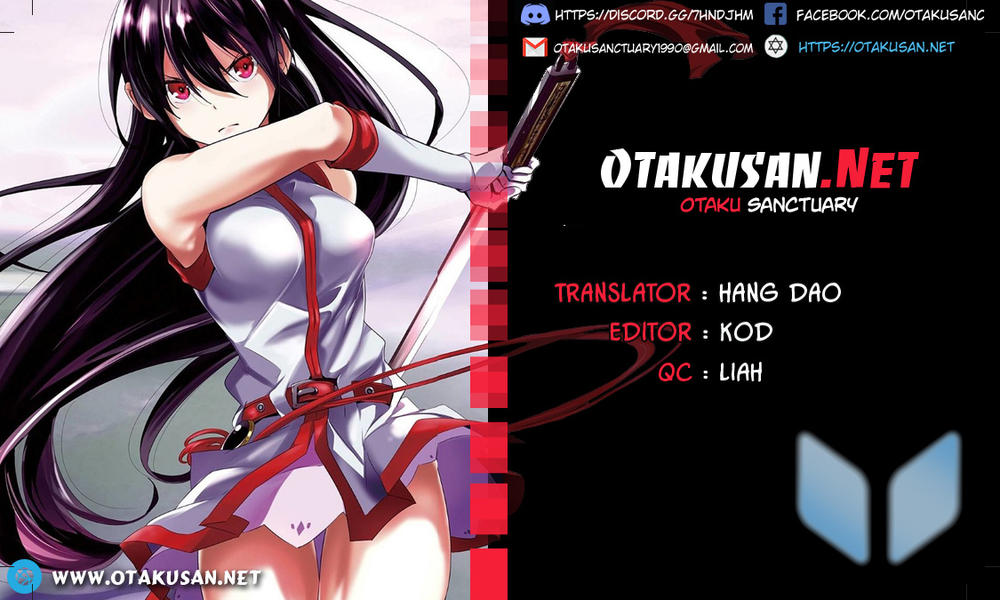 HTTPS://DISCORD.GG/7HNDJHM
FACEBOOK.COM/OTAKUSANC
OTAKUSANCTUARY1990@GMAIL.COM
HTTPS://OTAKUSAN.NET
OTAKUSAN.NET
OTAKU SANCTUARY
TRANSLATOR : HANG DAO
EDITOR : KOD
QC : LIAH
WWW.OTAKUSAN.NET